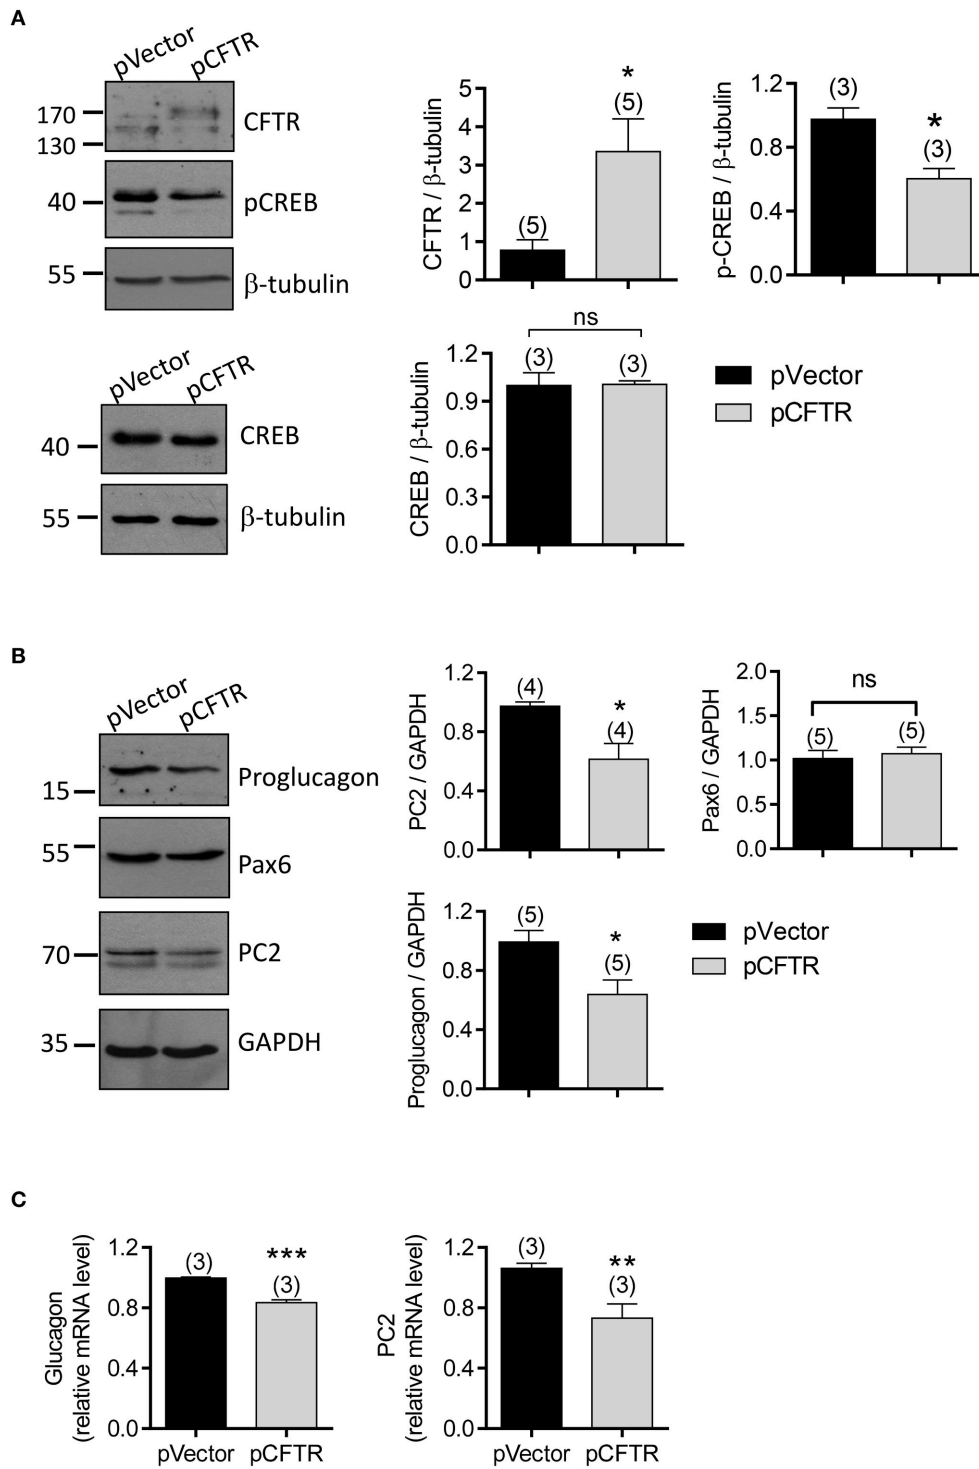 A
pVector pCFTR
170
130
CFTR
40
pCREB
55
β-tubulin
CFTR / β-tubulin
5
4
3
2
1
0
(5)
*
(5)
p-CREB / β-tubulin
1.2
0.8
0.4
0.0
(3)
*
(3)
pVector pCFTR
40
CREB
55
β-tubulin
CREB / β-tubulin
1.2
0.9
0.6
0.3
0.0
ns
(3) (3)
pVector
pCFTR
B
pVector pCFTR
15
Proglucagon
55
Pax6
70
PC2
35
GAPDH
PC2 / GAPDH
1.2
0.8
0.4
0.0
(4)
*
(4)
Pax6 / GAPDH
2.0
1.5
1.0
0.5
0.0
ns
(5) (5)
Proglucagon / GAPDH
1.2
0.8
0.4
0.0
(5)
*
(5)
pVector
pCFTR
C
Glucagon
(relative mRNA level)
1.2
0.8
0.4
0.0
(3)
***
(3)
pVector pCFTR
PC2
(relative mRNA level)
1.2
0.8
0.4
0.0
(3)
**
(3)
pVector pCFTR